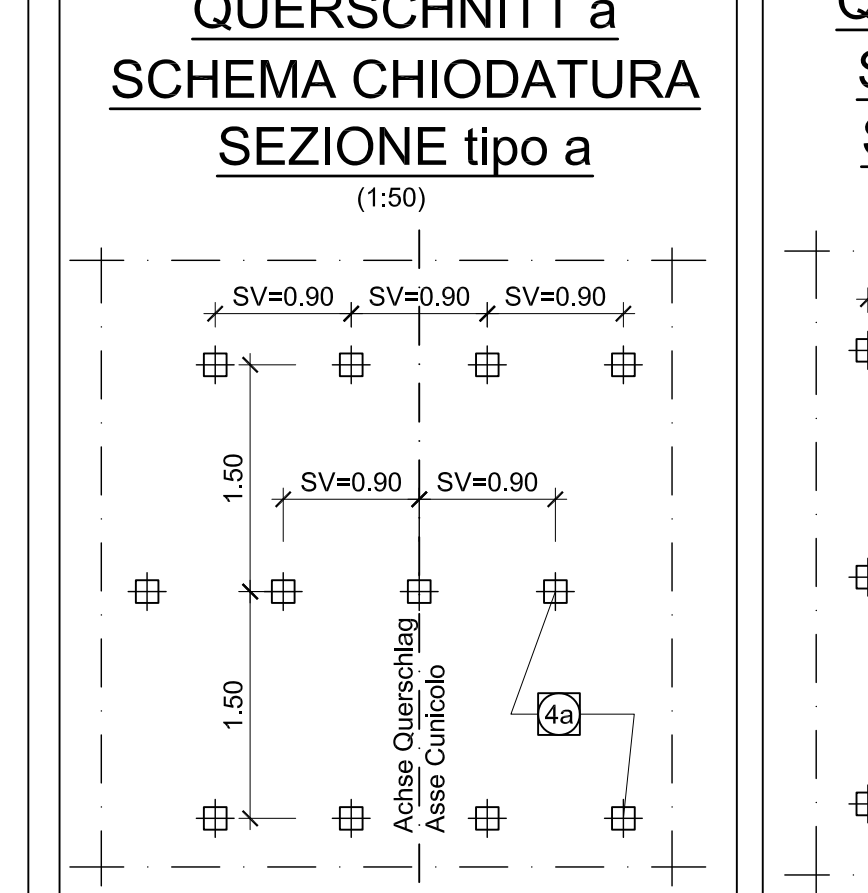 QUERSCHNITT a
SCHEMA CHIODATURA
SEZIONE tipo a
(1:50)
SV=0.90 SV=0.90 SV=0.90
1.50
SV=0.90 SV=0.90
1.50
Achse Querschlag
Asse Cunicolo
4a